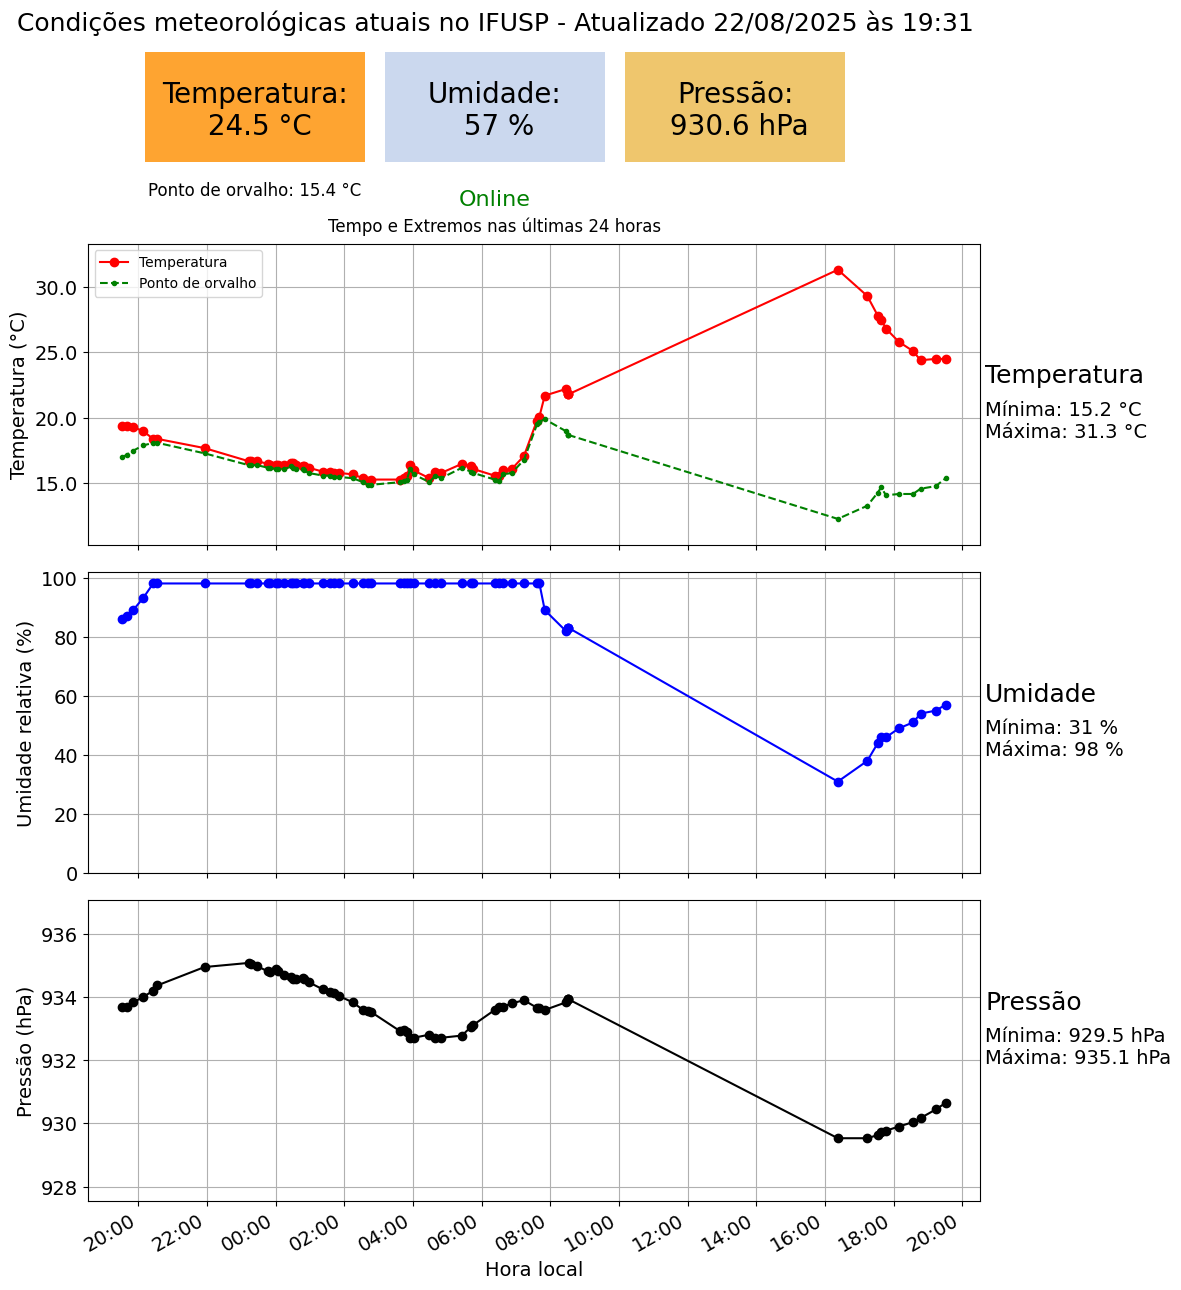 Condições meteorológicas atuais no IFUSP - Atualizado 22/08/2025 às 19:31
Temperatura:
24.5 °C
Umidade:
57 %
Pressão:
930.6 hPa
Ponto de orvalho: 15.4 °C
Online
Tempo e Extremos nas últimas 24 horas
Temperatura
Ponto de orvalho
Temperatura (°C)
30.0
25.0
20.0
15.0
Temperatura
Mínima: 15.2 °C
Máxima: 31.3 °C
Umidade relativa (%)
100
80
60
40
20
0
Umidade
Mínima: 31 %
Máxima: 98 %
Pressão (hPa)
936
934
932
930
928
Pressão
Mínima: 929.5 hPa
Máxima: 935.1 hPa
20:00 22:00 00:00 02:00 04:00 06:00 08:00 10:00 12:00 14:00 16:00 18:00 20:00
Hora local